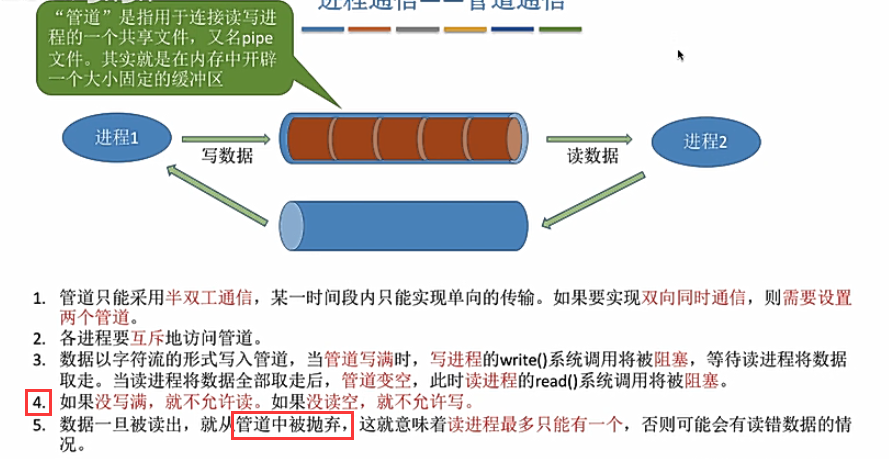 进程通信——管道通信
“管道”是指用于连接读写进
程的一个共享文件，又名pipe
文件。其实就是在内存中开辟
一个大小固定的缓冲区
进程1
写数据
读数据
进程2
1. 管道只能采用半双工通信，某一时间段内只能实现单向的传输。如果要实现双向同时通信，则需要设置
两个管道。
2. 各进程要互斥地访问管道。
3. 数据以字符流的形式写入管道，当管道写满时，写进程的write()系统调用将被阻塞，等待读进程将数据
取走。当读进程将数据全部取走后，管道变空，此时读进程的read()系统调用将被阻塞。
4. 如果没写满，就不允许读。如果没读空，就不允许写。
5. 数据一旦被读出，就从管道中被抛弃，这就意味着读进程最多只能有一个，否则可能会有读错数据的情
况。